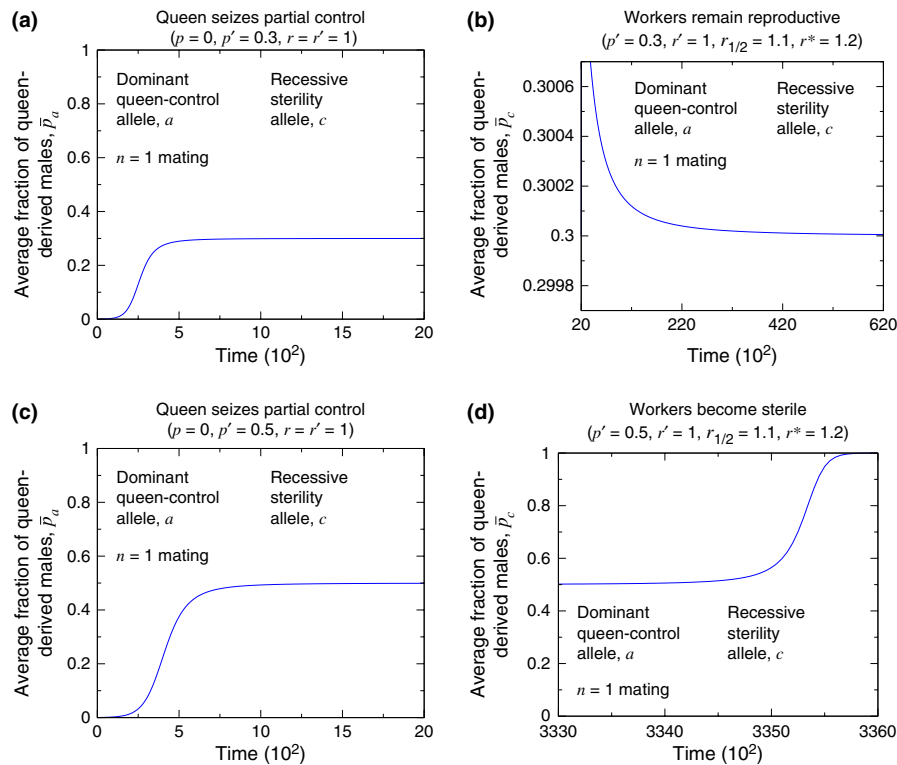 (a)
Queen seizes partial control
(p = 0, p′ = 0.3, r = r′ = 1)
Average fraction of queen-
derived males, p̄a
1
0.8
0.6
0.4
0.2
0
Dominant
queen-control
allele, a
Recessive
sterility
allele, c
n = 1 mating
0 5 10 15 20
Time (10²)
(b)
Workers remain reproductive
(p′ = 0.3, r′ = 1, r1/2 = 1.1, r* = 1.2)
Average fraction of queen-
derived males, p̄c
0.3006
0.3004
0.3002
0.3
0.2998
Dominant
queen-control
allele, a
Recessive
sterility
allele, c
n = 1 mating
20 220 420 620
Time (10²)
(c)
Queen seizes partial control
(p = 0, p′ = 0.5, r = r′ = 1)
Average fraction of queen-
derived males, p̄a
1
0.8
0.6
0.4
0.2
0
Dominant
queen-control
allele, a
Recessive
sterility
allele, c
n = 1 mating
0 5 10 15 20
Time (10²)
(d)
Workers become sterile
(p′ = 0.5, r′ = 1, r1/2 = 1.1, r* = 1.2)
Average fraction of queen-
derived males, p̄c
1
0.8
0.6
0.4
0.2
0
Dominant
queen-control
allele, a
Recessive
sterility
allele, c
n = 1 mating
3330 3340 3350 3360
Time (10²)